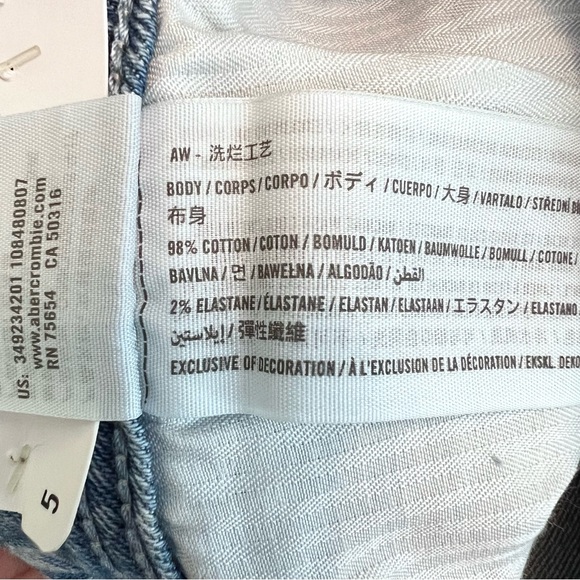 US: 349234201 108480807
www.abercrombie.com
RN 75654 CA 50316
AW - 洗烂工艺
BODY / CORPS / CORPO / ボディ / CUERPO / 大身 / VARTALO / STŘEDNÍ
布身
98% COTTON / COTON / BOMULD / KATOEN / BAUMWOLLE / BOMULL / COTONE /
BAVLNA / 면 / BAWEŁNA / ALGODÃO / القطن
2% ELASTANE / ÉLASTANE / ELASTAN / ELASTAAN / エラスタン / ELASTANO
إيلاستين / 彈性纖維
EXCLUSIVE OF DECORATION / À L'EXCLUSION DE LA DÉCORATION / EKSKL. DEKO
5